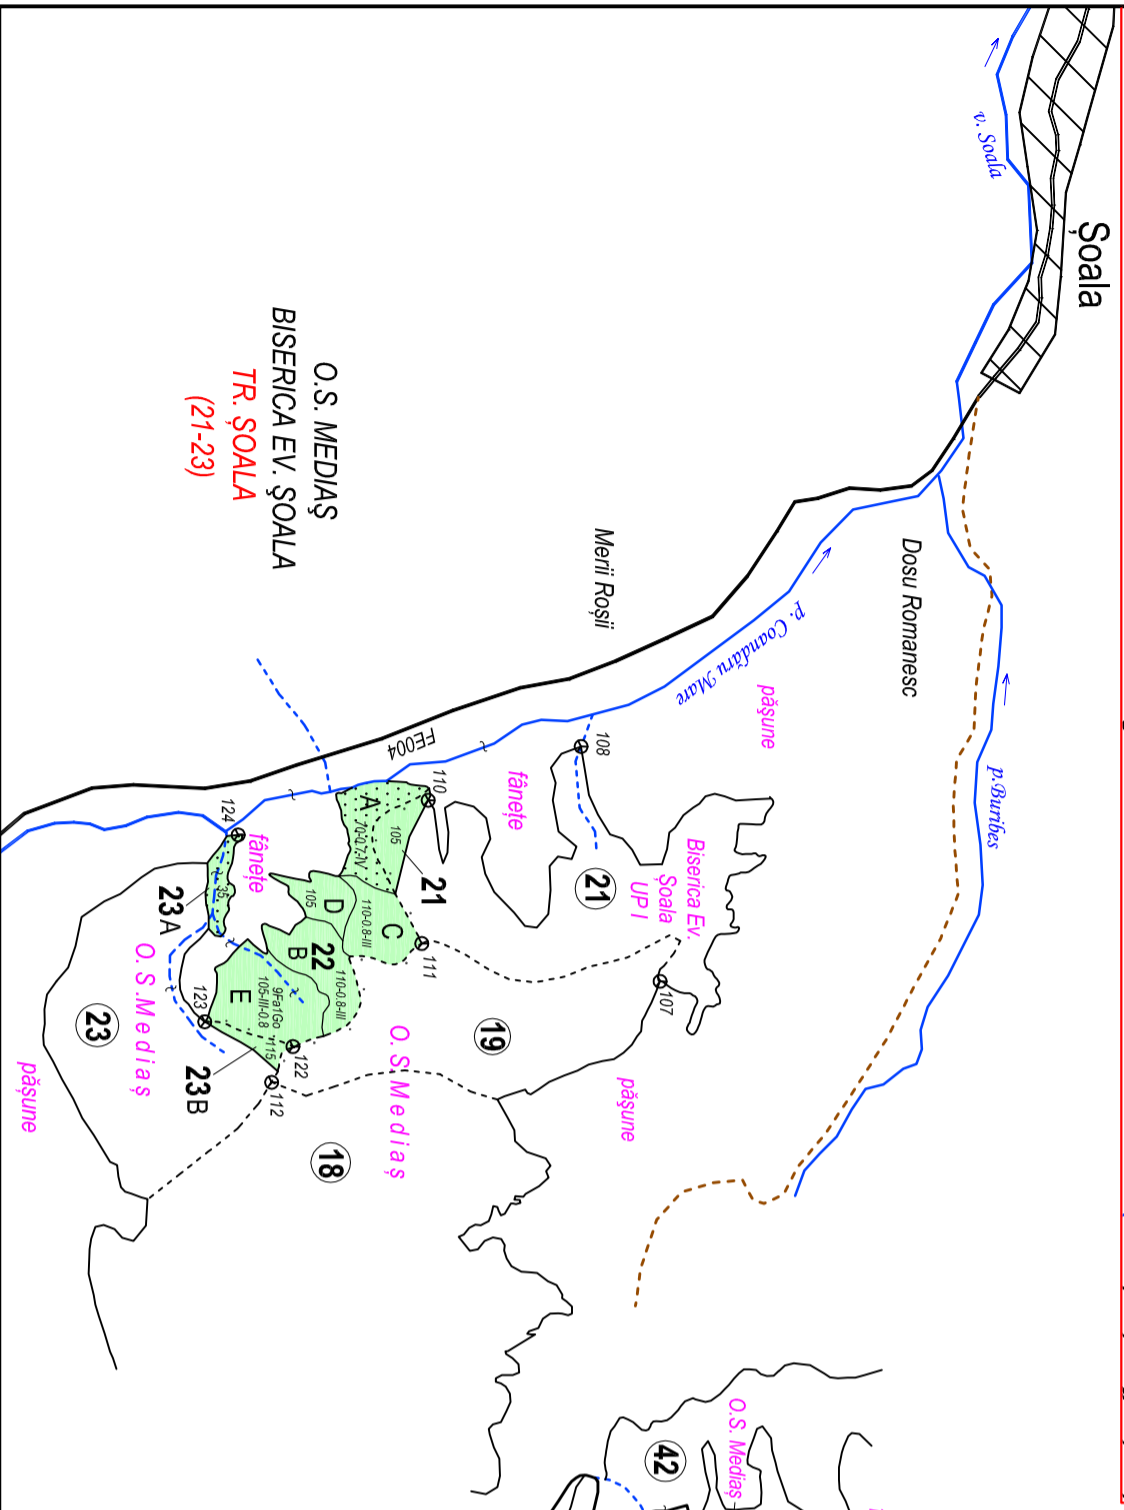 Șoala
v. Soala
Dosu Romanesc
p. Buribes
Merii Roșii
p. Coandăru Mare
pășune
O.S. MEDIAȘ
BISERICA EV. ȘOALA
TR. ȘOALA
(21-23)
FE004
108
fânețe
21
Biserica Ev.
Șoala
UP I
107
110
A
70-0.7-IV
105
21
C
110-0.8-III
111
D
105
22
B
110-0.8-III
19
pășune
124
fânețe
35
23A
E
9Fa1Go
105-III-0.8
115
123
122
112
23B
O.S.Mediaș
O.S.Mediaș
23
18
pășune
O.S. Mediaș
42